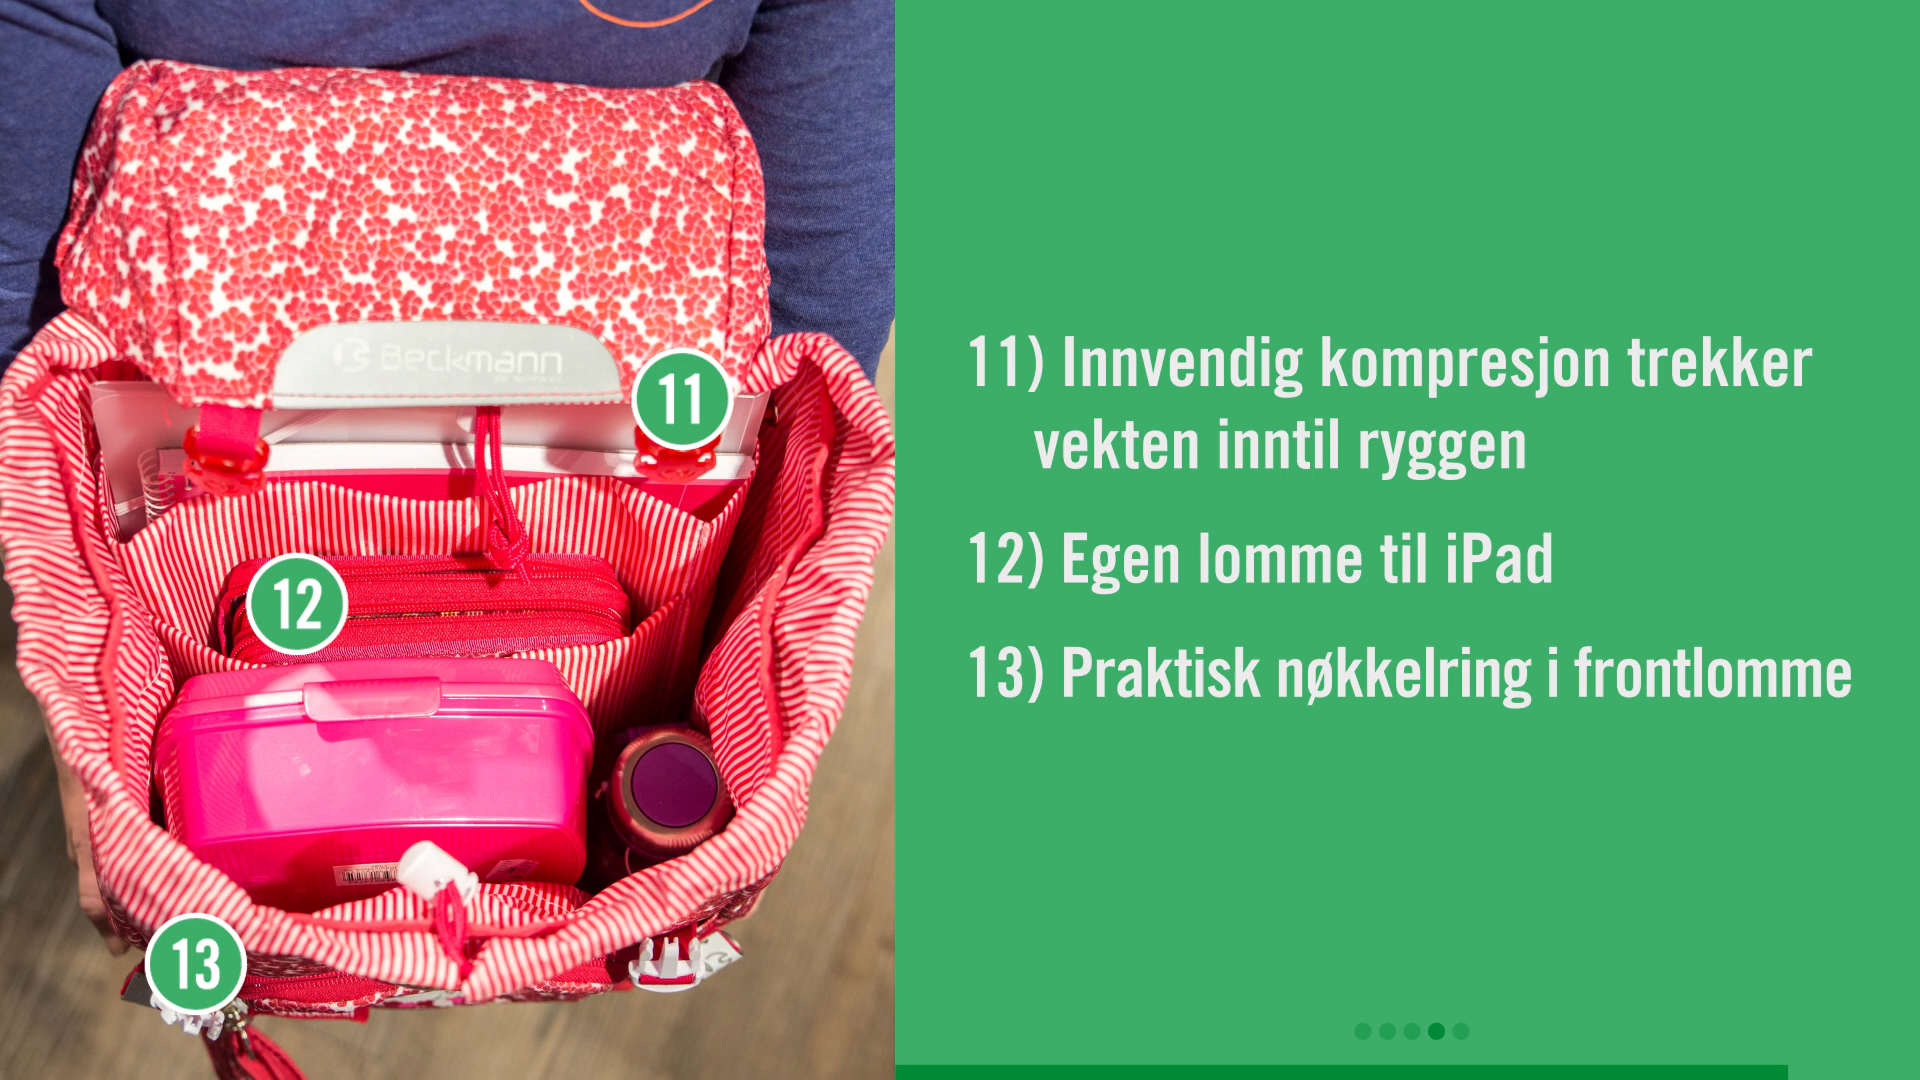 Beckmann
11
12
13
11) Innvendig kompresjon trekker
vekten inntil ryggen
12) Egen lomme til iPad
13) Praktisk nøkkelring i frontlomme